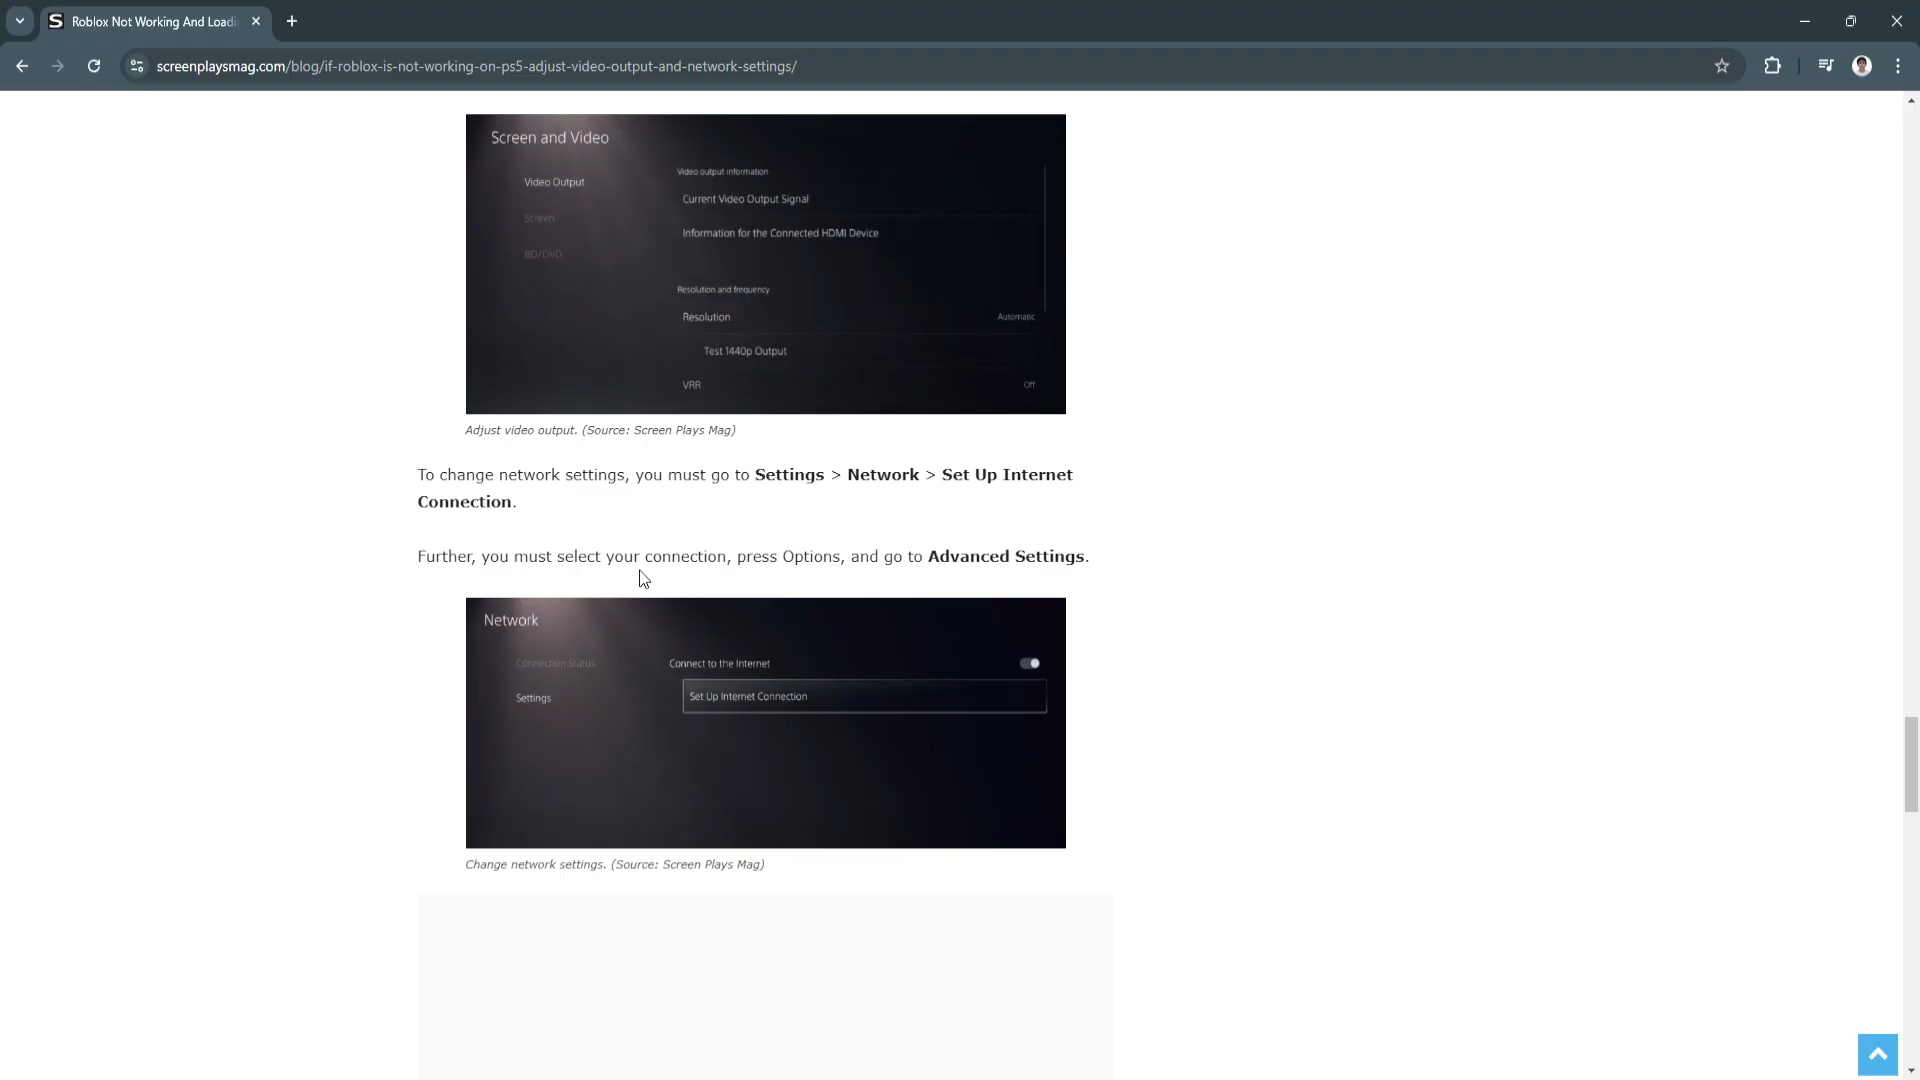 Roblox Not Working And Loadi
screenplaysmag.com/blog/if-roblox-is-not-working-on-ps5-adjust-video-output-and-network-settings/
Screen and Video
Video Output
Screen
BD/DVD
Video output information
Current Video Output Signal
Information for the Connected HDMI Device
Resolution and frequency
Resolution Automatic
Test 1440p Output
VRR Off
Adjust video output. (Source: Screen Plays Mag)
To change network settings, you must go to Settings > Network > Set Up Internet
Connection.
Further, you must select your connection, press Options, and go to Advanced Settings.
Network
Connection Status
Settings
Connect to the Internet
Set Up Internet Connection
Change network settings. (Source: Screen Plays Mag)